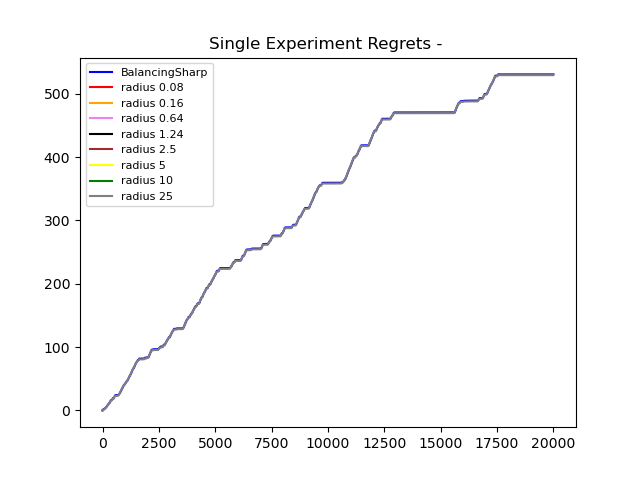 Single Experiment Regrets -
BalancingSharp
radius 0.08
radius 0.16
radius 0.64
radius 1.24
radius 2.5
radius 5
radius 10
radius 25
500
400
300
200
100
0
0 2500 5000 7500 10000 12500 15000 17500 20000